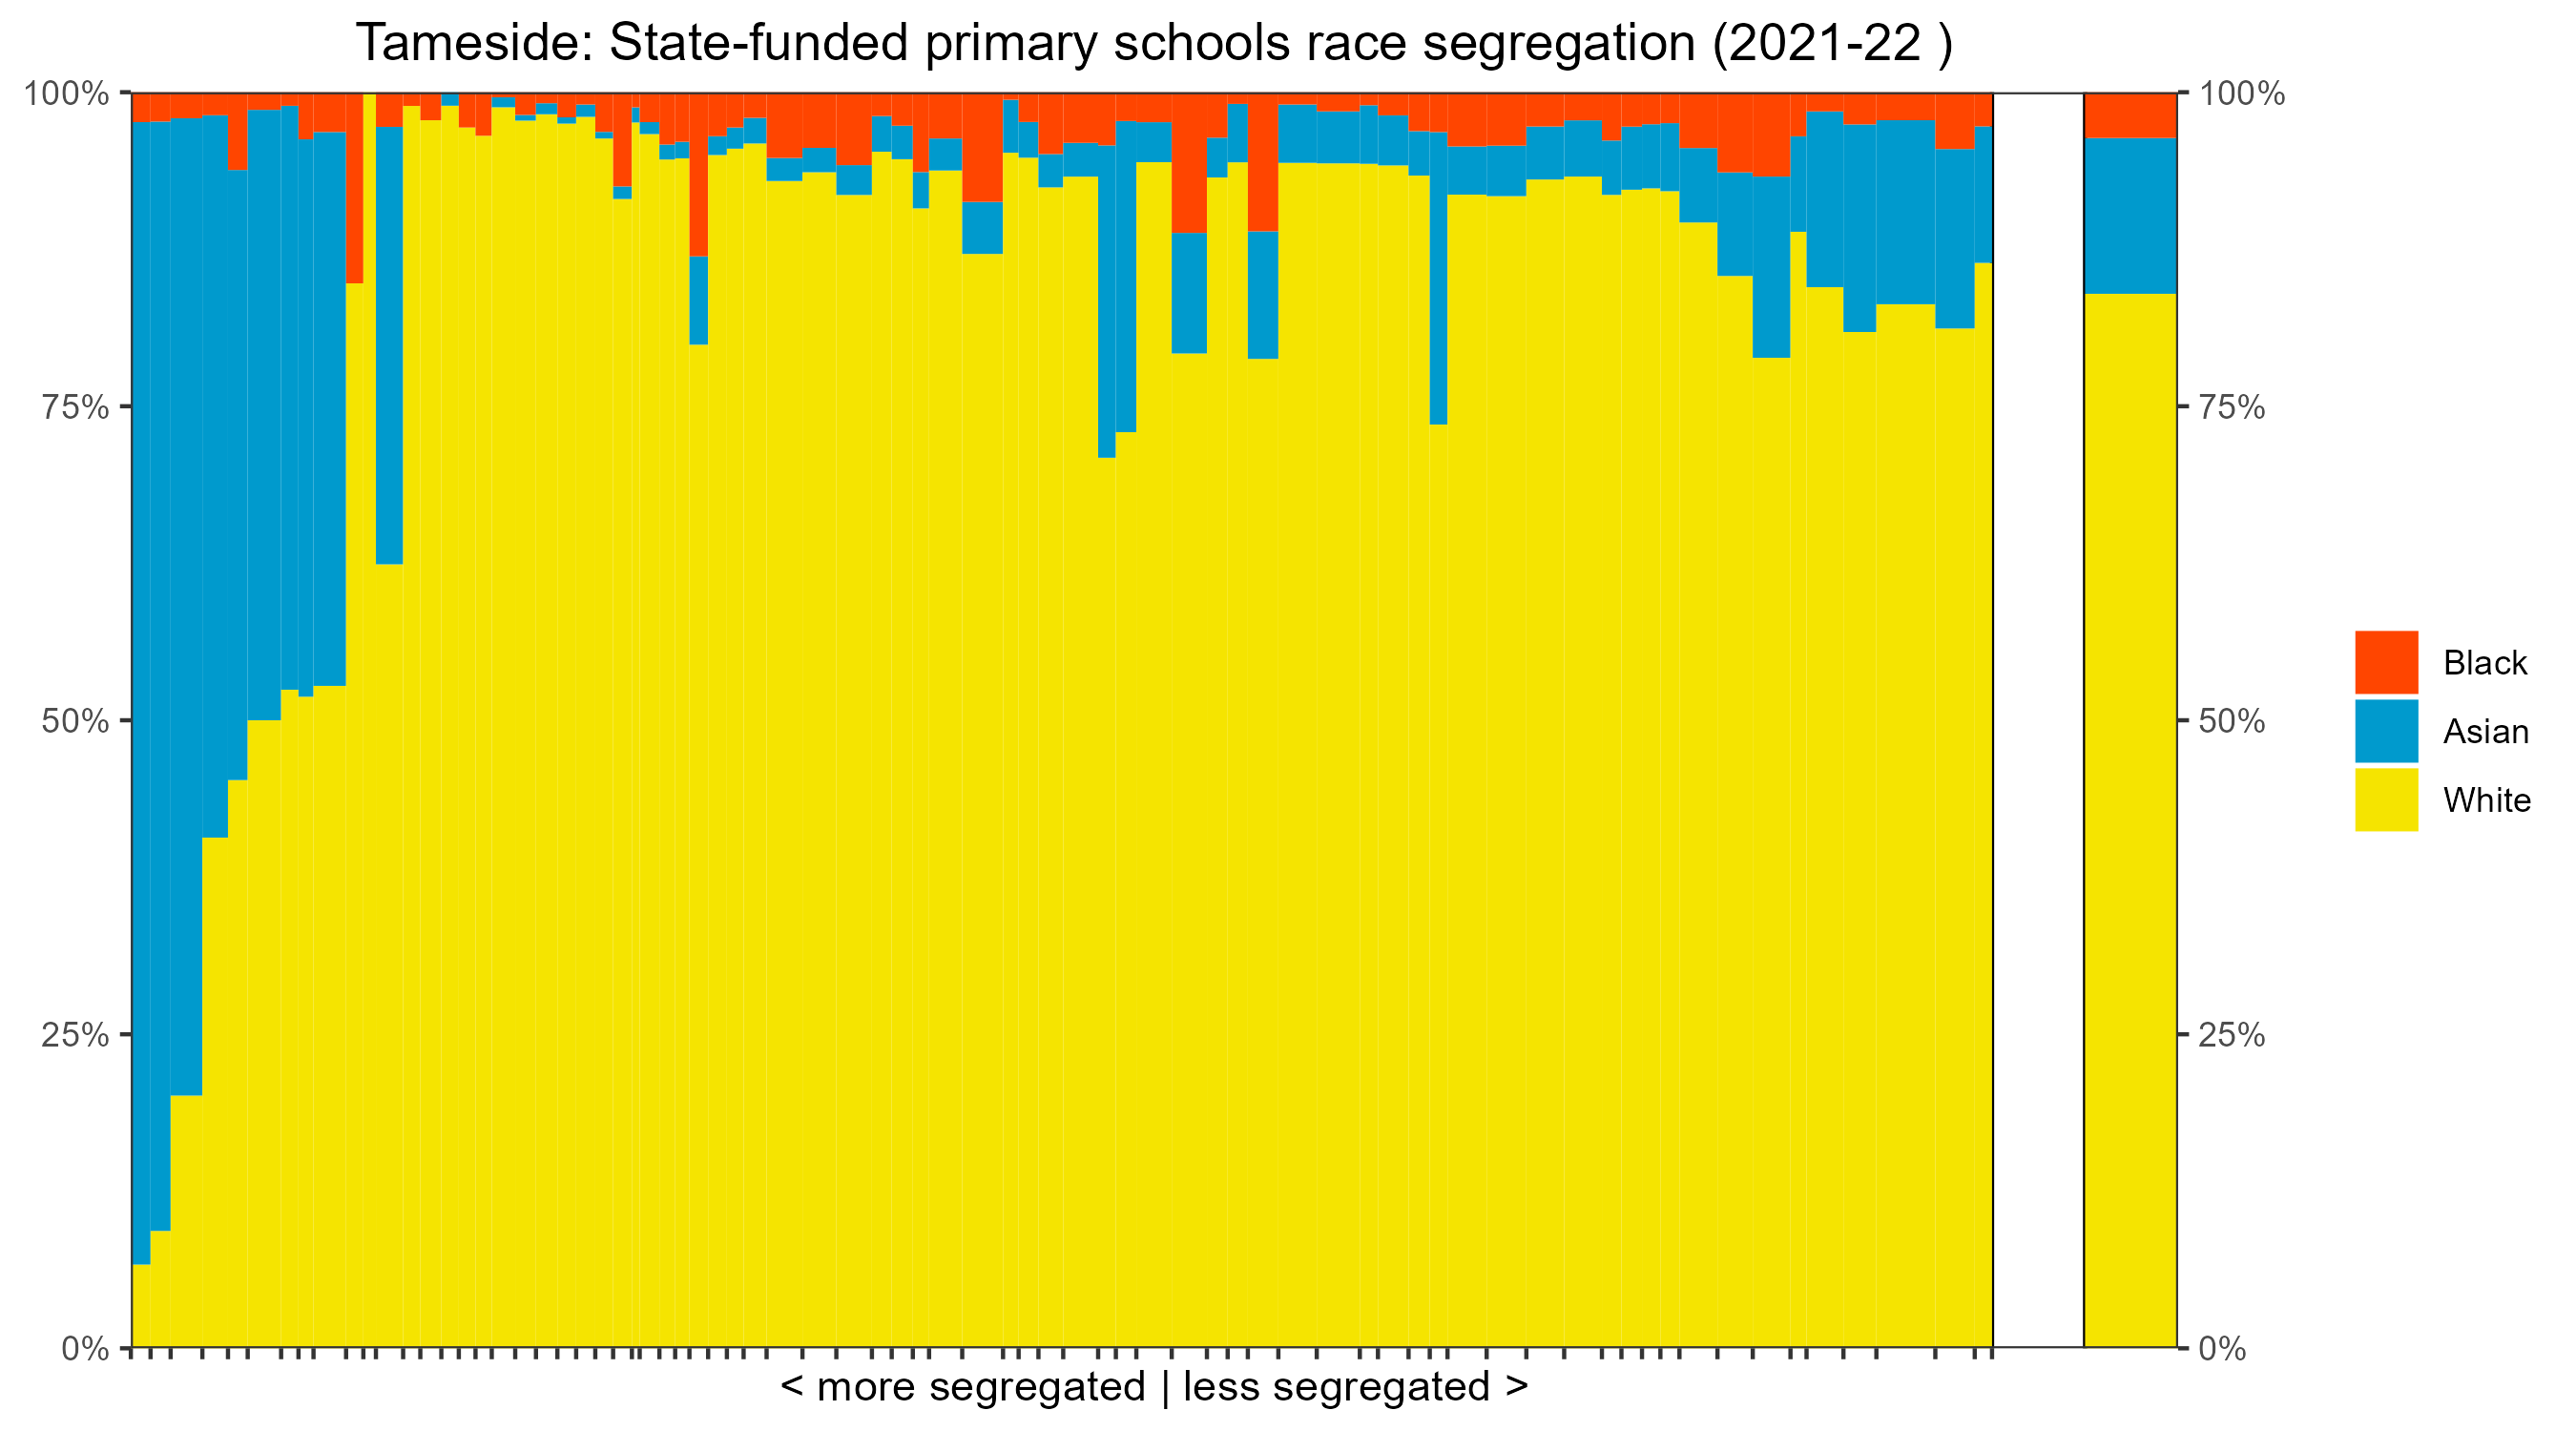 Tameside: State-funded primary schools race segregation (2021-22 )
100%
75%
50%
25%
0%
100%
75%
50%
25%
0%
Black
Asian
White
< more segregated | less segregated >